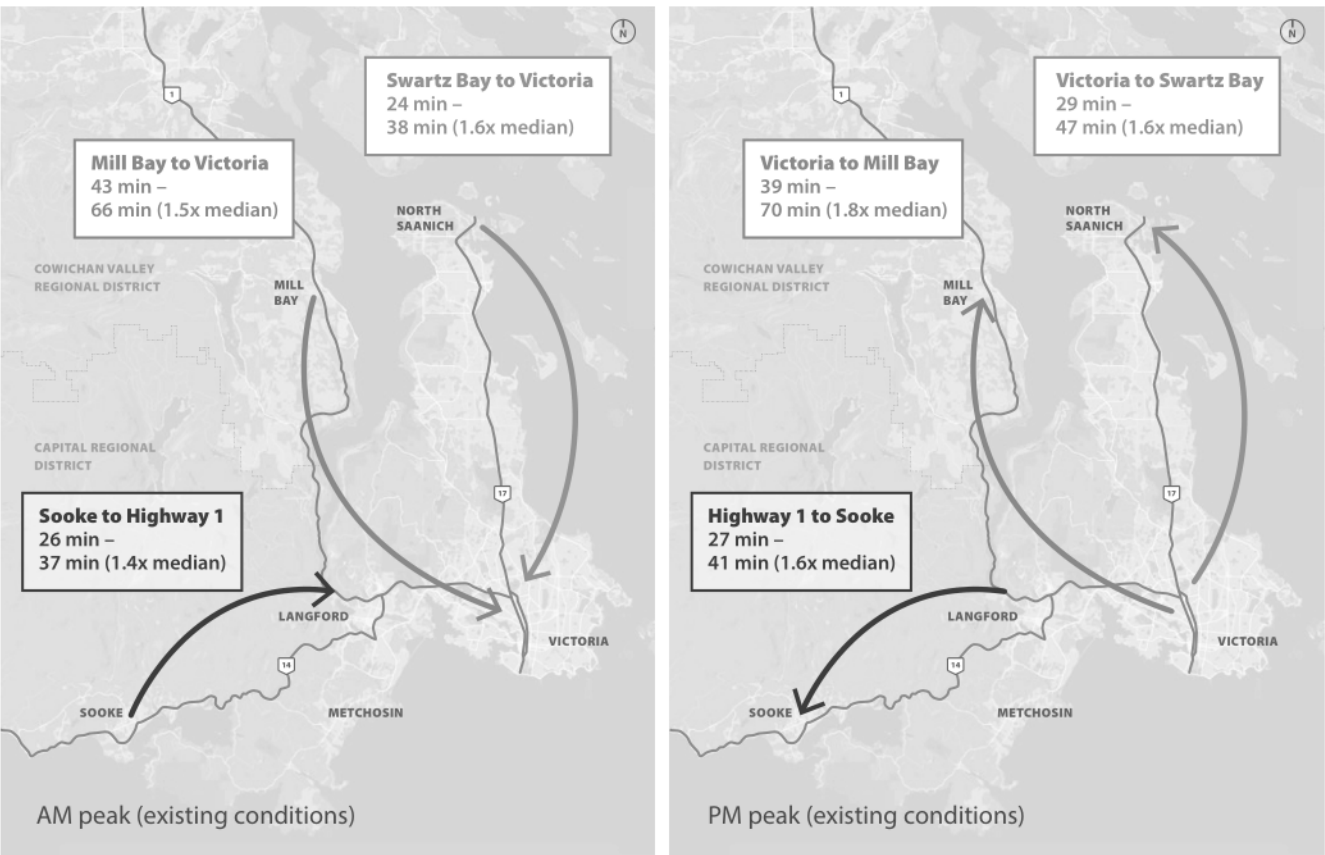 N
Swartz Bay to Victoria
24 min –
38 min (1.6x median)
1
Mill Bay to Victoria
43 min –
66 min (1.5x median)
NORTH
SAANICH
COWICHAN VALLEY
REGIONAL DISTRICT
MILL
BAY
CAPITAL REGIONAL
DISTRICT
17
Sooke to Highway 1
26 min –
37 min (1.4x median)
LANGFORD
VICTORIA
14
SOOKE
METCHOSIN
AM peak (existing conditions)
N
Victoria to Swartz Bay
29 min –
47 min (1.6x median)
1
Victoria to Mill Bay
39 min –
70 min (1.8x median)
NORTH
SAANICH
COWICHAN VALLEY
REGIONAL DISTRICT
MILL
BAY
CAPITAL REGIONAL
DISTRICT
17
Highway 1 to Sooke
27 min –
41 min (1.6x median)
LANGFORD
VICTORIA
14
SOOKE
METCHOSIN
PM peak (existing conditions)